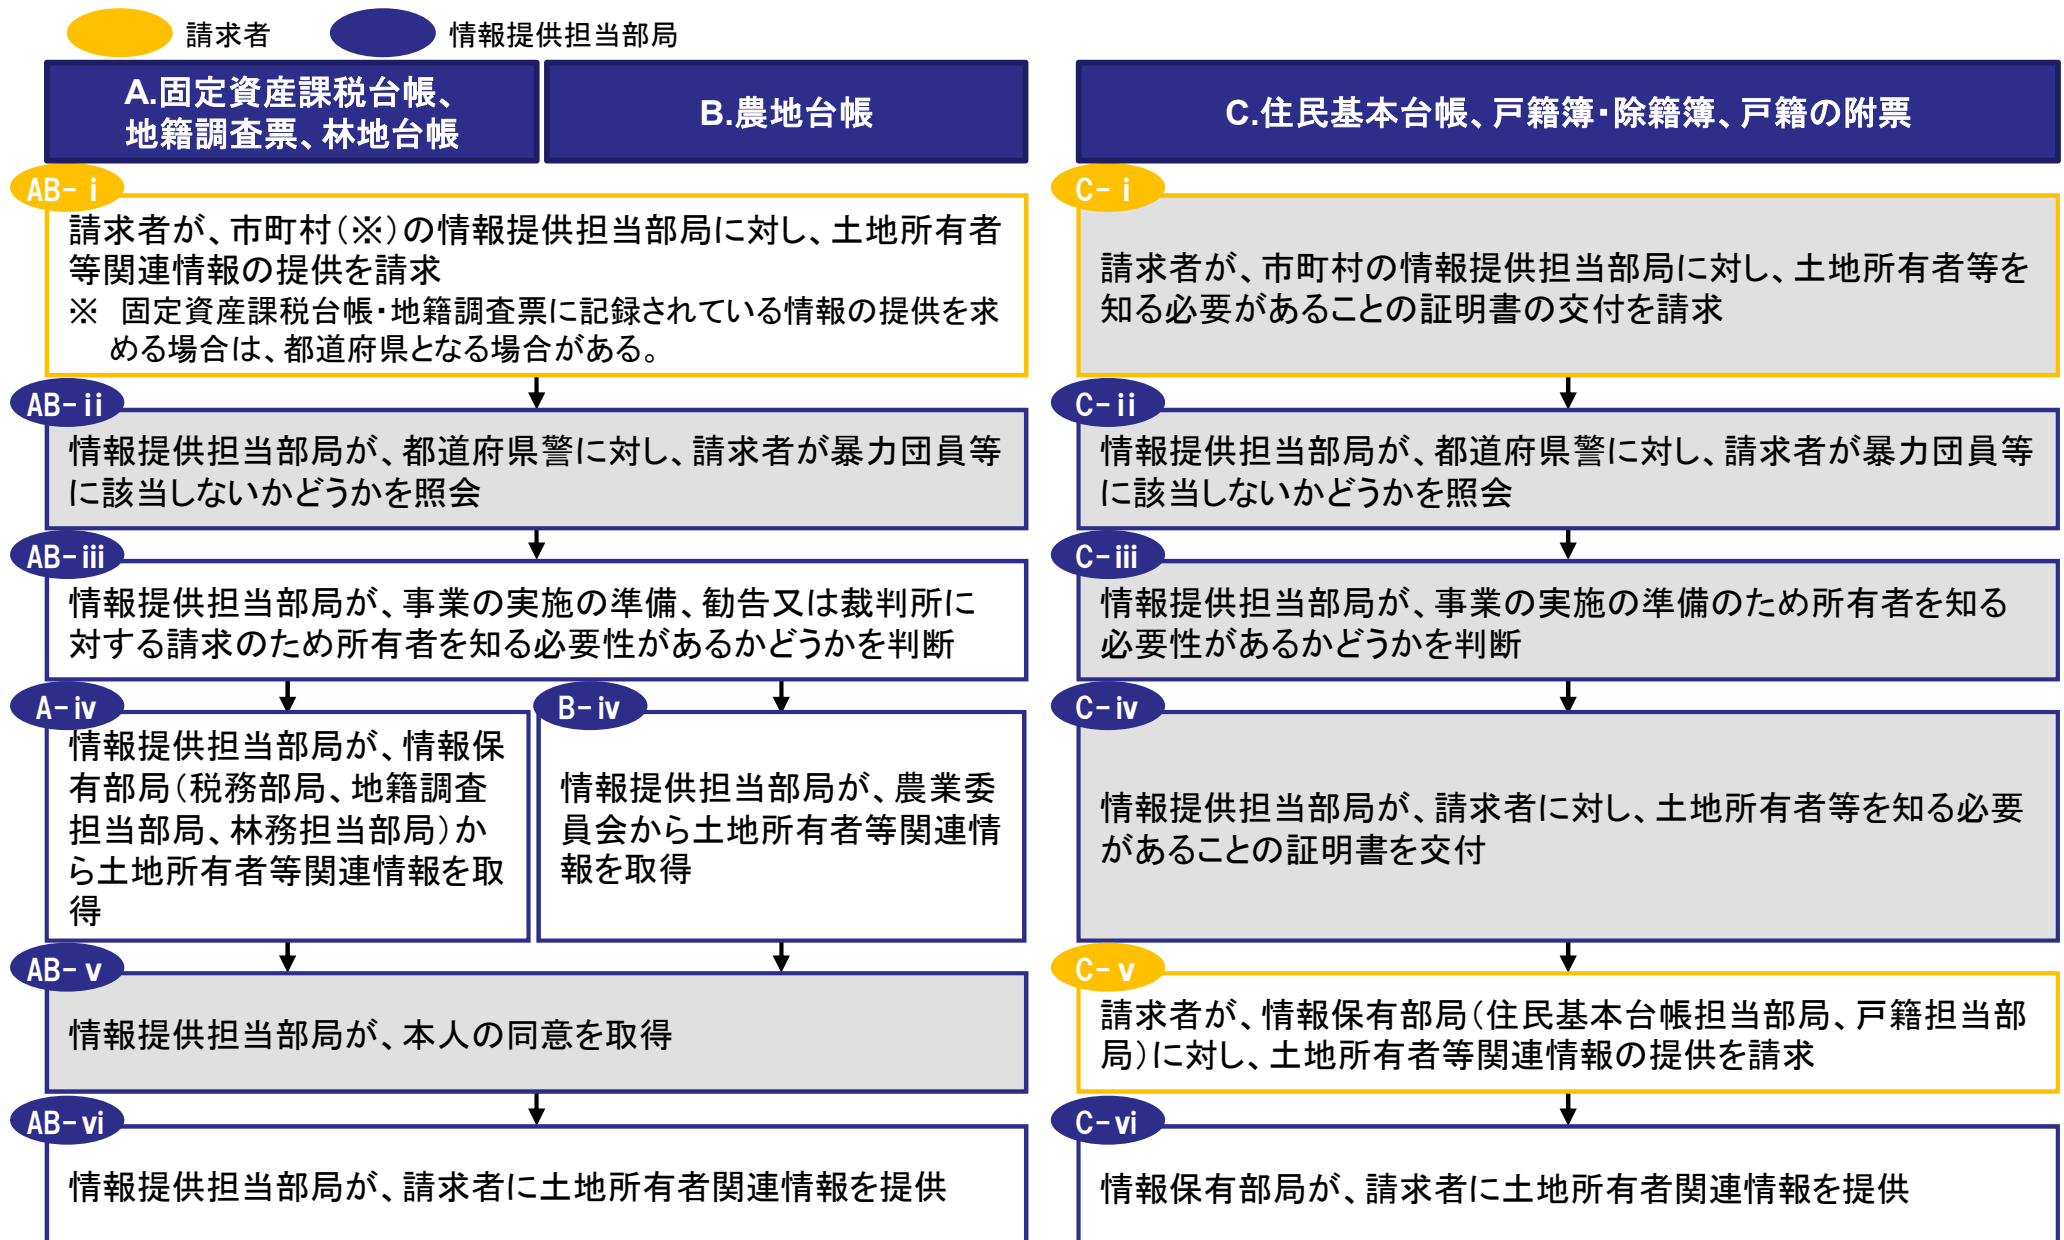 請求者
情報提供担当部局
A.固定資産課税台帳、
地籍調査票、林地台帳
B.農地台帳
AB-ⅰ
請求者が、市町村（※）の情報提供担当部局に対し、土地所有者
等関連情報の提供を請求
※　固定資産課税台帳・地籍調査票に記録されている情報の提供を求
める場合は、都道府県となる場合がある。
AB-ⅱ
情報提供担当部局が、都道府県警に対し、請求者が暴力団員等
に該当しないかどうかを照会
AB-ⅲ
情報提供担当部局が、事業の実施の準備、勧告又は裁判所に
対する請求のため所有者を知る必要性があるかどうかを判断
A-ⅳ
情報提供担当部局が、情報保
有部局（税務部局、地籍調査
担当部局、林務担当部局）か
ら土地所有者等関連情報を取
得
B-ⅳ
情報提供担当部局が、農業委
員会から土地所有者等関連情
報を取得
AB-ⅴ
情報提供担当部局が、本人の同意を取得
AB-ⅵ
情報提供担当部局が、請求者に土地所有者関連情報を提供
C.住民基本台帳、戸籍簿・除籍簿、戸籍の附票
C-ⅰ
請求者が、市町村の情報提供担当部局に対し、土地所有者等を
知る必要があることの証明書の交付を請求
C-ⅱ
情報提供担当部局が、都道府県警に対し、請求者が暴力団員等
に該当しないかどうかを照会
C-ⅲ
情報提供担当部局が、事業の実施の準備のため所有者を知る
必要性があるかどうかを判断
C-ⅳ
情報提供担当部局が、請求者に対し、土地所有者等を知る必要
があることの証明書を交付
C-ⅴ
請求者が、情報保有部局（住民基本台帳担当部局、戸籍担当部
局）に対し、土地所有者等関連情報の提供を請求
C-ⅵ
情報保有部局が、請求者に土地所有者関連情報を提供